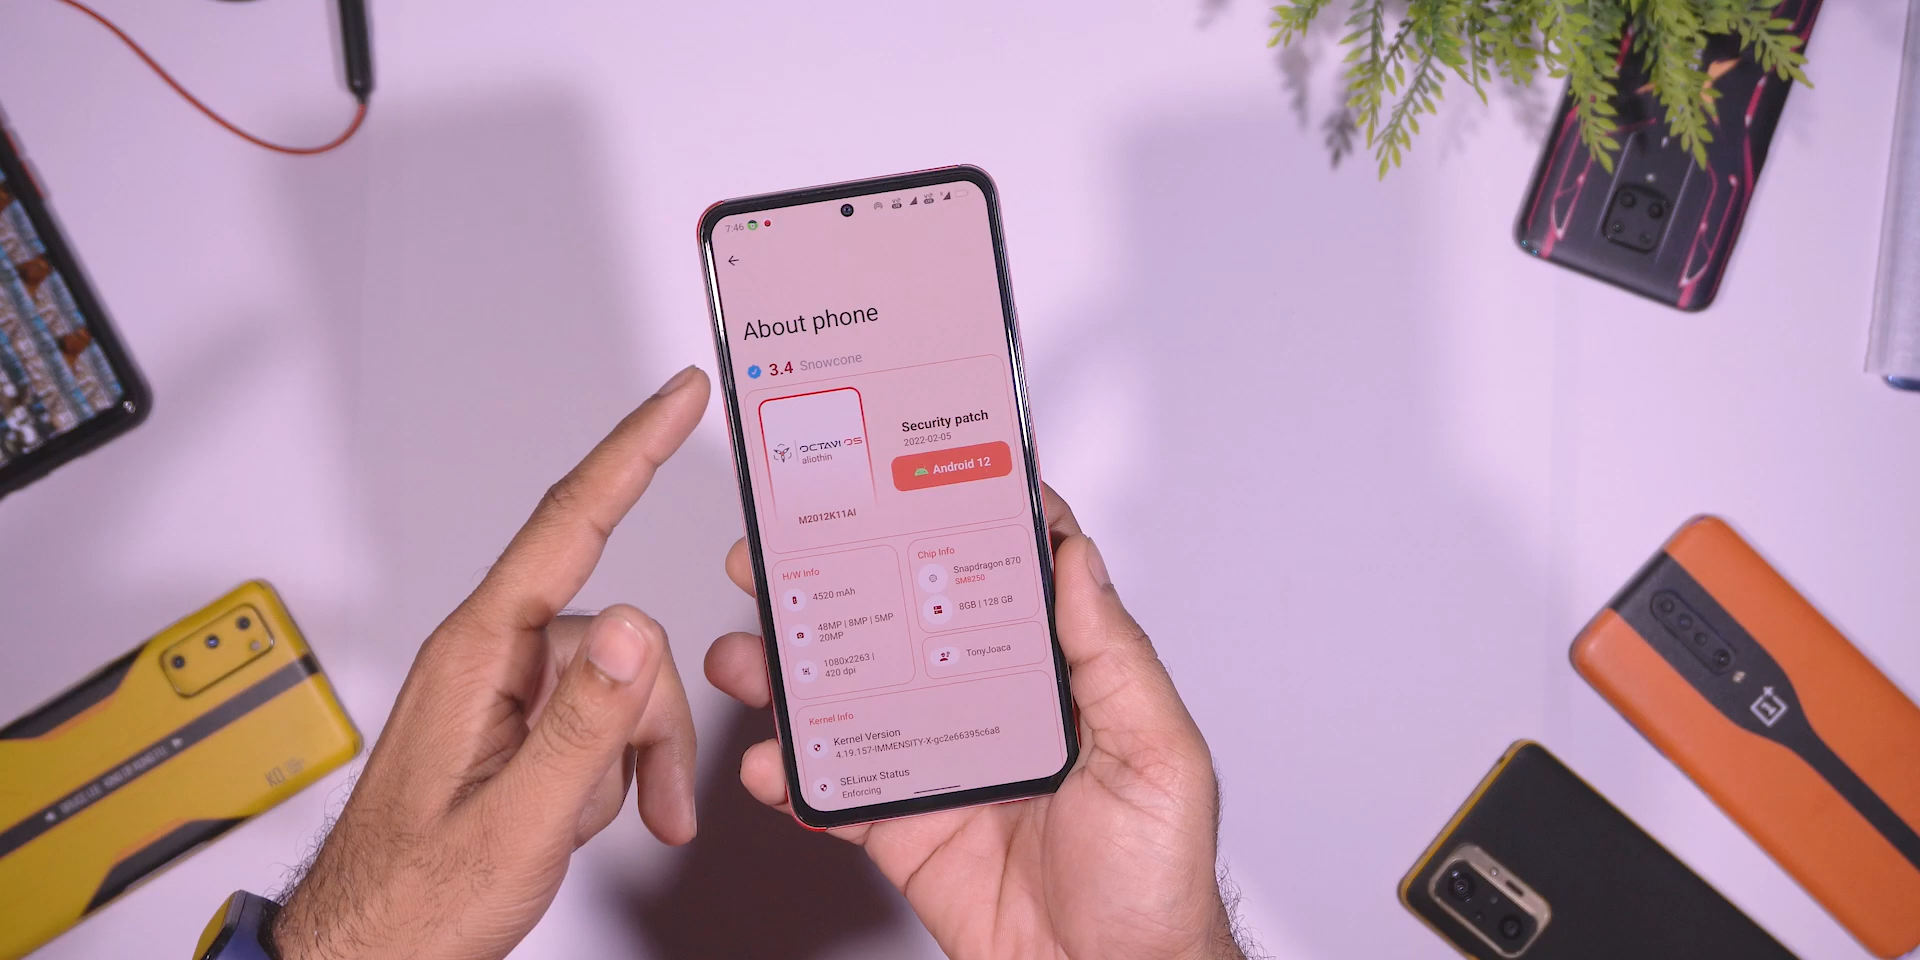 7:46
About phone
3.4 Snowcone
OCTAVI OS
aliothin
M2012K11AI
Security patch
2022-02-05
Android 12
H/W Info
4520 mAh
48MP | 8MP | 5MP
20MP
1080x2263 |
420 dpi
Chip Info
Snapdragon 870
SM8250
8GB | 128 GB
TonyJoaca
Kernel Info
Kernel Version
4.19.157-IMMENSITY-X-gc2e66395c6a8
SELinux Status
Enforcing